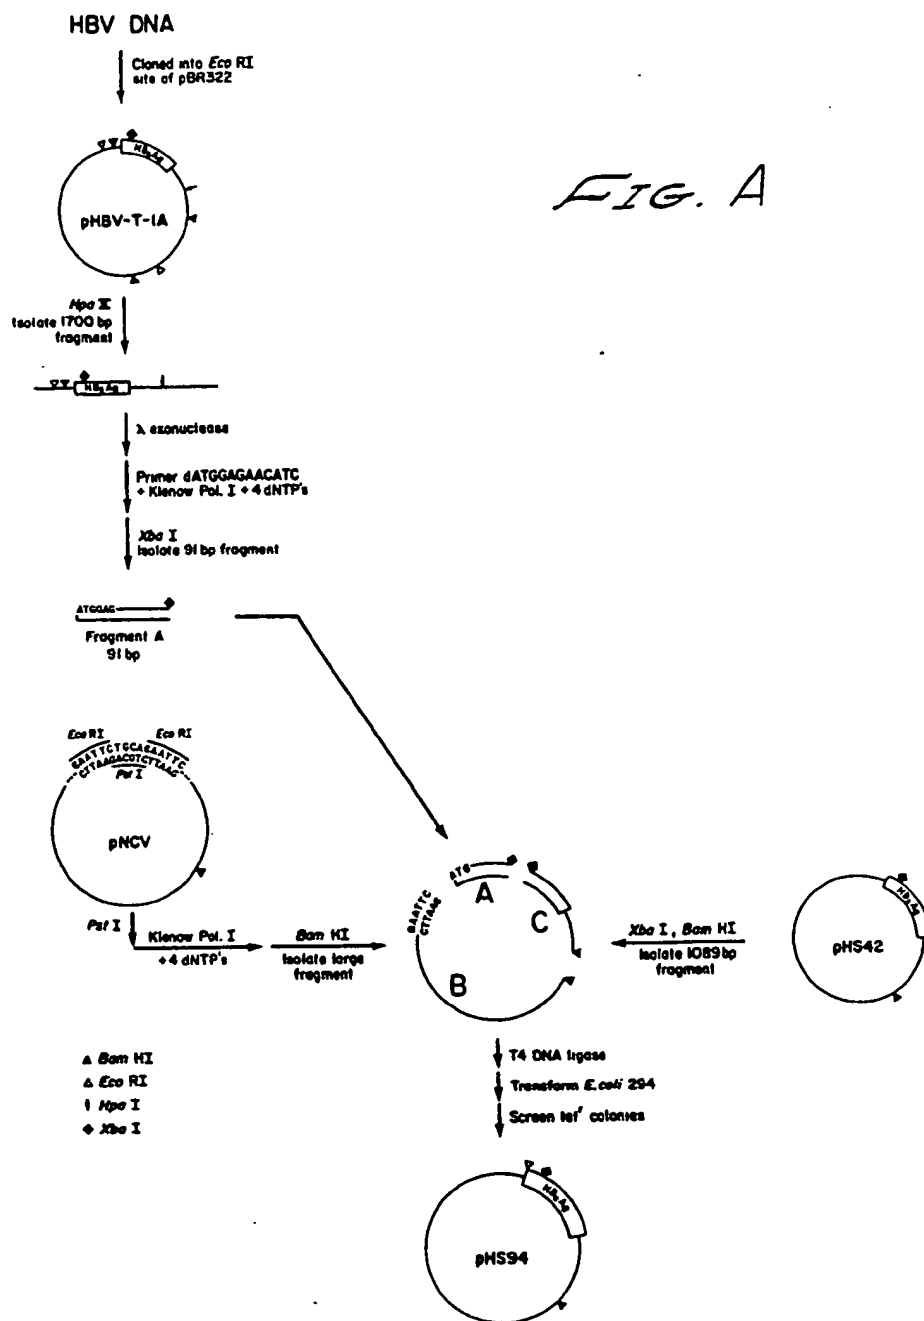 HBV DNA
Cloned into Eco RI
site of pBR322
HBsAg
pHBV-T-1A
FIG. A
Hpa II
Isolate 1700 bp
fragment
HBsAg
λ exonuclease
Primer dATGGAGAACATC
+ Klenow Pol. I + 4 dNTP's
Xba I
Isolate 91 bp fragment
ATGGAG
Fragment A
91 bp
Eco RI Eco RI
GAATTCTGCAGAATTC
CTTAAGACGTCTTAAG
Pst I
pNCV
Pst I
Klenow Pol. I
+4 dNTP's
Bam HI
Isolate large
fragment
GAATTC
CTTAAG
ATG
A
B
C
Xba I, Bam HI
Isolate 1089 bp
fragment
HBsAg
pHS42
Bam HI
Eco RI
Hpa I
Xba I
T4 DNA ligase
Transform E. coli 294
Screen tetr colonies
HBsAg
pHS94